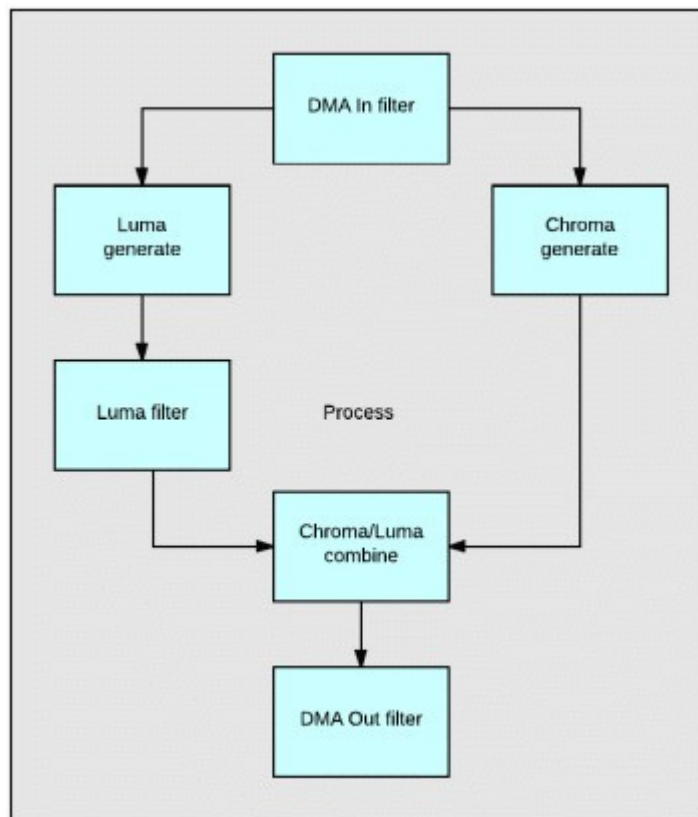 DMA In filter
Luma
generate
Chroma
generate
Luma filter
Process
Chroma/Luma
combine
DMA Out filter